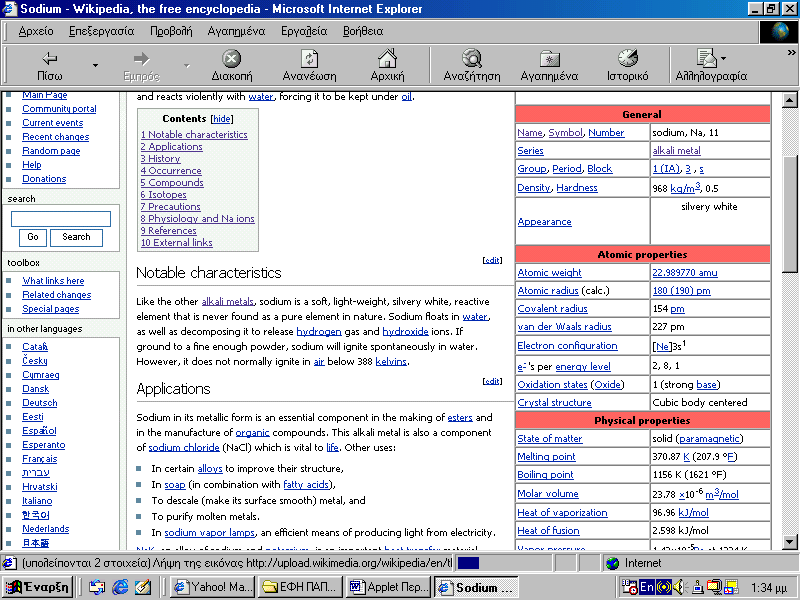 Sodium - Wikipedia, the free encyclopedia - Microsoft Internet Explorer
Αρχείο Επεξεργασία Προβολή Αγαπημένα Εργαλεία Βοήθεια
Πίσω Εμπρός Διακοπή Ανανέωση Αρχική Αναζήτηση Αγαπημένα Ιστορικό Αλληλογραφία
Main Page
Community portal
Current events
Recent changes
Random page
Help
Donations
search
Go Search
toolbox
What links here
Related changes
Special pages
in other languages
Català
Česky
Cymraeg
Dansk
Deutsch
Eesti
Español
Esperanto
Français
עברית
Hrvatski
Italiano
한국어
Nederlands
日本語
and reacts violently with water, forcing it to be kept under oil.
Contents [hide]
1 Notable characteristics
2 Applications
3 History
4 Occurrence
5 Compounds
6 Isotopes
7 Precautions
8 Physiology and Na ions
9 References
10 External links
[edit]
Notable characteristics
Like the other alkali metals, sodium is a soft, light-weight, silvery white, reactive
element that is never found as a pure element in nature. Sodium floats in water,
as well as decomposing it to release hydrogen gas and hydroxide ions. If
ground to a fine enough powder, sodium will ignite spontaneously in water.
However, it does not normally ignite in air below 388 kelvins.
[edit]
Applications
Sodium in its metallic form is an essential component in the making of esters and
in the manufacture of organic compounds. This alkali metal is also a component
of sodium chloride (NaCl) which is vital to life. Other uses:
In certain alloys to improve their structure,
In soap (in combination with fatty acids),
To descale (make its surface smooth) metal, and
To purify molten metals.
In sodium vapor lamps, an efficient means of producing light from electricity.
NaK, an alloy of sodium and potassium, is an important heat transfer material
General
Name, Symbol, Number sodium, Na, 11
Series alkali metal
Group, Period, Block 1 (IA), 3 , s
Density, Hardness 968 kg/m³, 0.5
Appearance silvery white
Atomic properties
Atomic weight 22.989770 amu
Atomic radius (calc.) 180 (190) pm
Covalent radius 154 pm
van der Waals radius 227 pm
Electron configuration [Ne]3s¹
e⁻'s per energy level 2, 8, 1
Oxidation states (Oxide) 1 (strong base)
Crystal structure Cubic body centered
Physical properties
State of matter solid (paramagnetic)
Melting point 370.87 K (207.9 °F)
Boiling point 1156 K (1621 °F)
Molar volume 23.78 ×10⁻⁶ m³/mol
Heat of vaporization 96.96 kJ/mol
Heat of fusion 2.598 kJ/mol
Vapor pressure
(υπολείπονται 2 στοιχεία) Λήψη της εικόνας http://upload.wikimedia.org/wikipedia/en/tl Internet
Έναρξη Yahoo! Ma... ΕΦΗ ΠΑΠ... Applet Περ... Sodium ... En 1:34 μμ